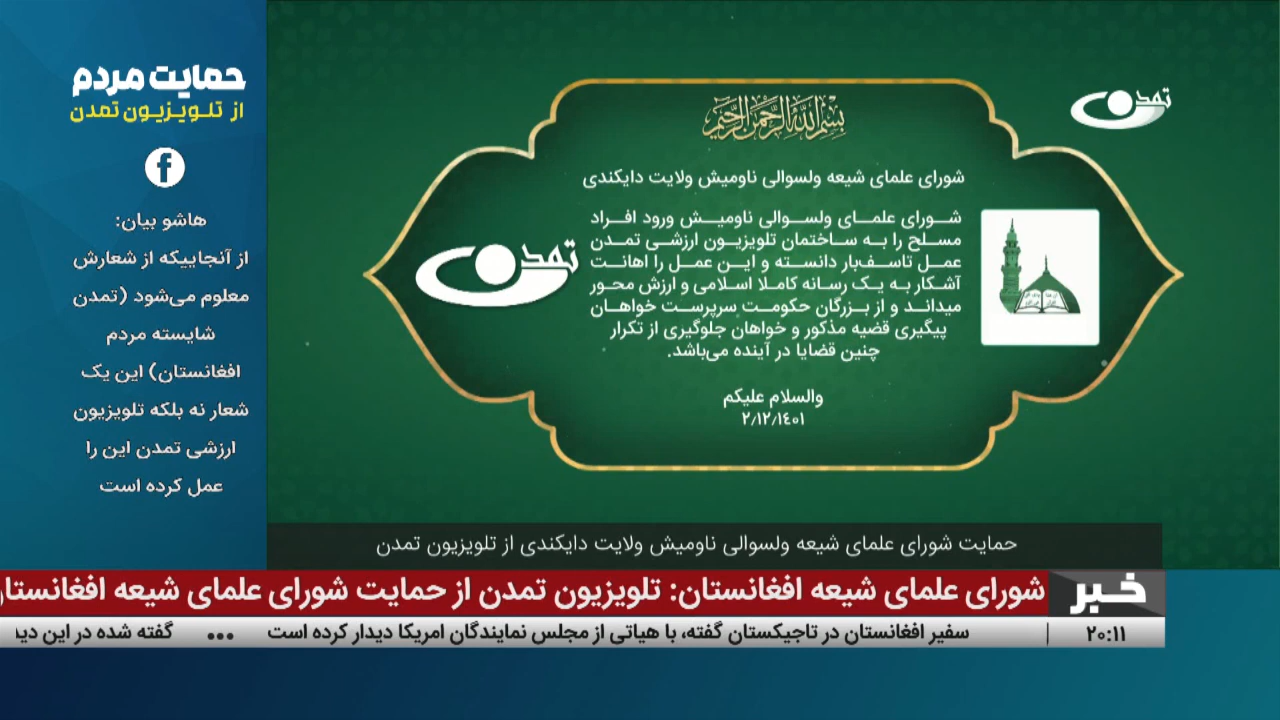 حمایت مردم
از تلویزیون تمدن
هاشو بیان:
از آنجاییکه از شعارش
معلوم می‌شود (تمدن
شایسته مردم
افغانستان) این یک
شعار نه بلکه تلویزیون
ارزشی تمدن این را
عمل کرده است
تمدن
بسم الله الرحمن الرحیم
شورای علمای شیعه ولسوالی ناومیش ولایت دایکندی
شورای علمای ولسوالی ناومیش ورود افراد
مسلح را به ساختمان تلویزیون ارزشی تمدن
عمل تاسف‌بار دانسته و این عمل را اهانت
آشکار به یک رسانه کاملا اسلامی و ارزش محور
میداند و از بزرگان حکومت سرپرست خواهان
پیگیری قضیه مذکور و خواهان جلوگیری از تکرار
چنین قضایا در آینده می‌باشد.
والسلام علیکم
۲/۱۲/۱۴۰۱
تمدن
حمایت شورای علمای شیعه ولسوالی ناومیش ولایت دایکندی از تلویزیون تمدن
خبر
شورای علمای شیعه افغانستان: تلویزیون تمدن از حمایت شورای علمای شیعه افغانستار
۲۰:۱۱
سفیر افغانستان در تاجیکستان گفته، با هیاتی از مجلس نمایندگان امریکا دیدار کرده است ... گفته شده در این دید